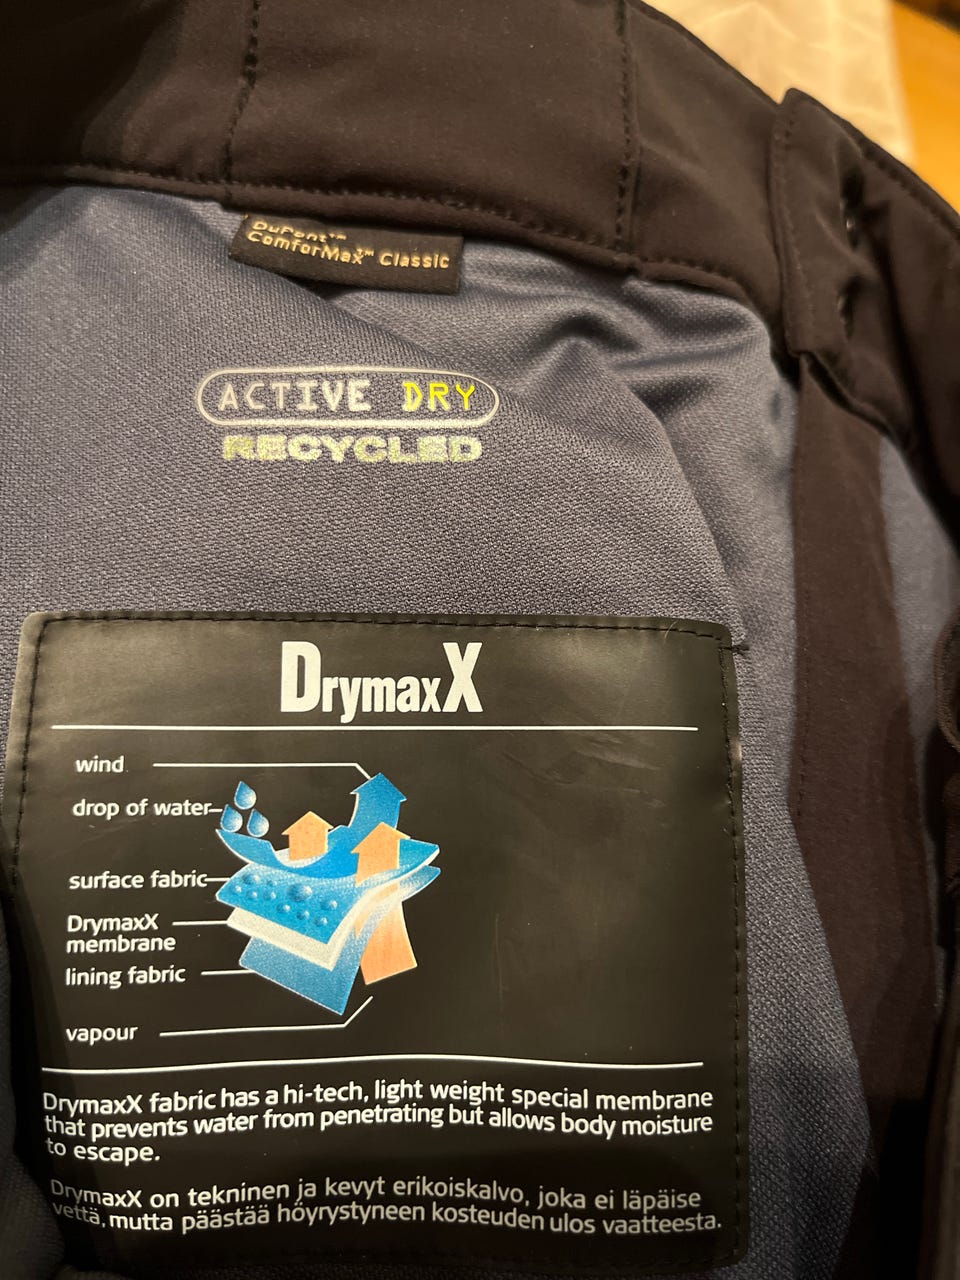 DuPont™
ComforMax™ Classic
ACTIVE DRY
RECYCLED
DrymaxX
wind
drop of water
surface fabric
DrymaxX
membrane
lining fabric
vapour
DrymaxX fabric has a hi-tech, light weight special membrane
that prevents water from penetrating but allows body moisture
to escape.
DrymaxX on tekninen ja kevyt erikoiskalvo, joka ei läpäise
vettä, mutta päästää höyrystyneen kosteuden ulos vaatteesta.